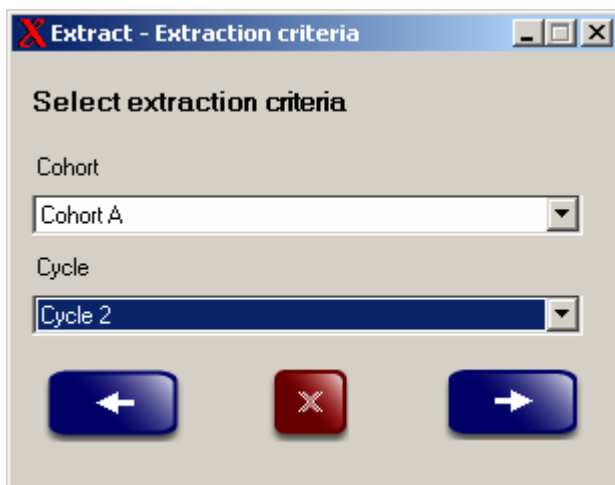 Extract - Extraction criteria
Select extraction criteria
Cohort
Cohort A
Cycle
Cycle 2